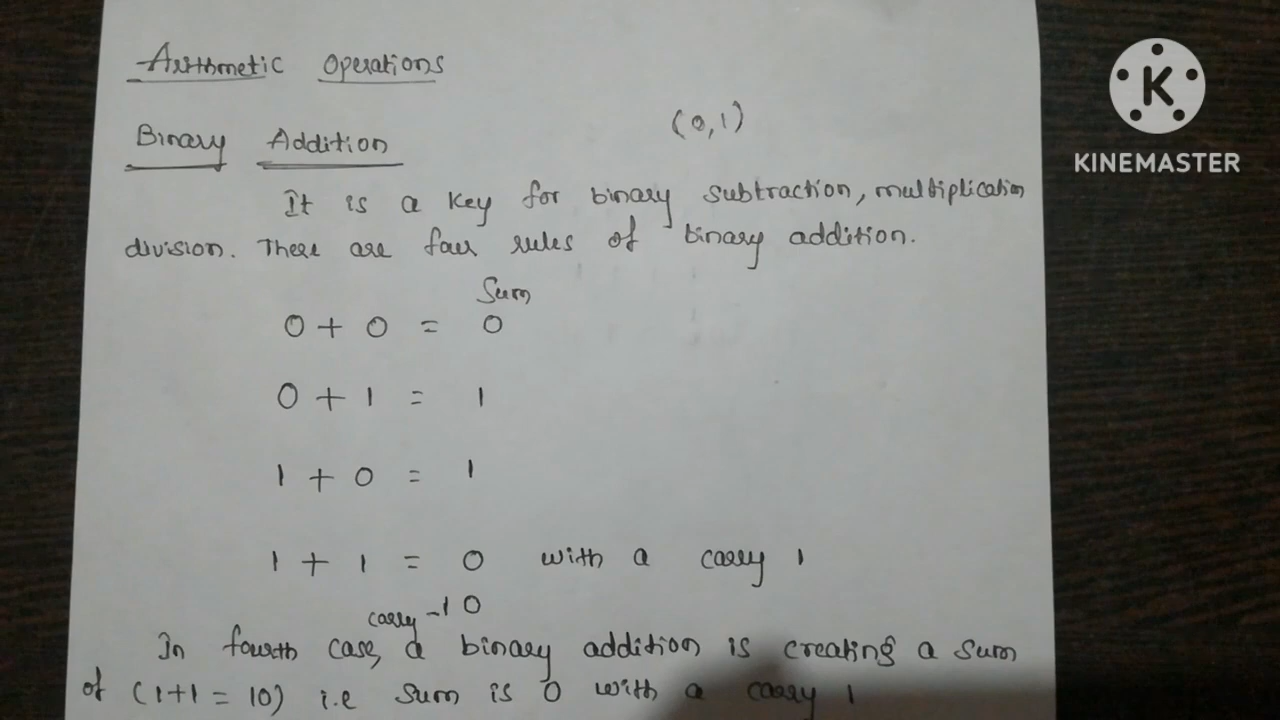 Arithmetic Operations
(0,1)
Binary Addition
It is a key for binary subtraction, multiplication
division. There are four rules of binary addition.
Sum
0 + 0 = 0
0 + 1 = 1
1 + 0 = 1
1 + 1 = 0 with a carry 1
carry -1 0
In fourth case, a binary addition is creating a sum
of (1+1 = 10) i.e sum is 0 with a carry 1
K
KINEMASTER